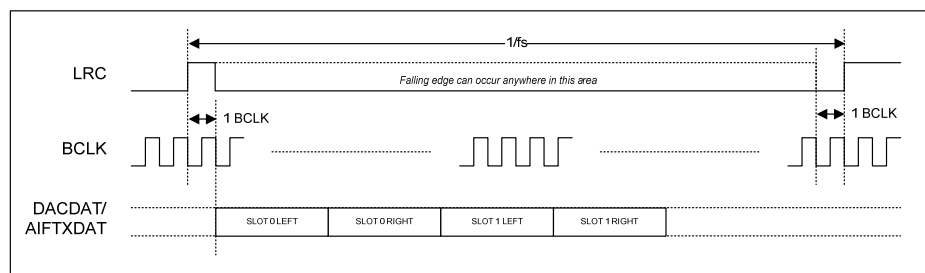 1/fs
LRC
Falling edge can occur anywhere in this area
1 BCLK
1 BCLK
BCLK
DACDAT/
AIFTXDAT
SLOT 0 LEFT
SLOT 0 RIGHT
SLOT 1 LEFT
SLOT 1 RIGHT